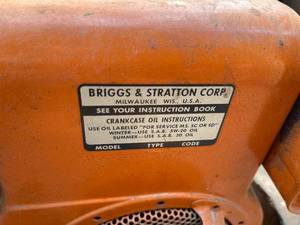 BRIGGS & STRATTON CORP.
MILWAUKEE, WIS., U.S.A.
SEE YOUR INSTRUCTION BOOK
CRANKCASE OIL INSTRUCTIONS
USE OIL LABELED "FOR SERVICE MS, SC OR SD"
WINTER—USE S.A.E. 5W-20 OIL
SUMMER—USE S.A.E. 30 OIL
MODEL TYPE CODE